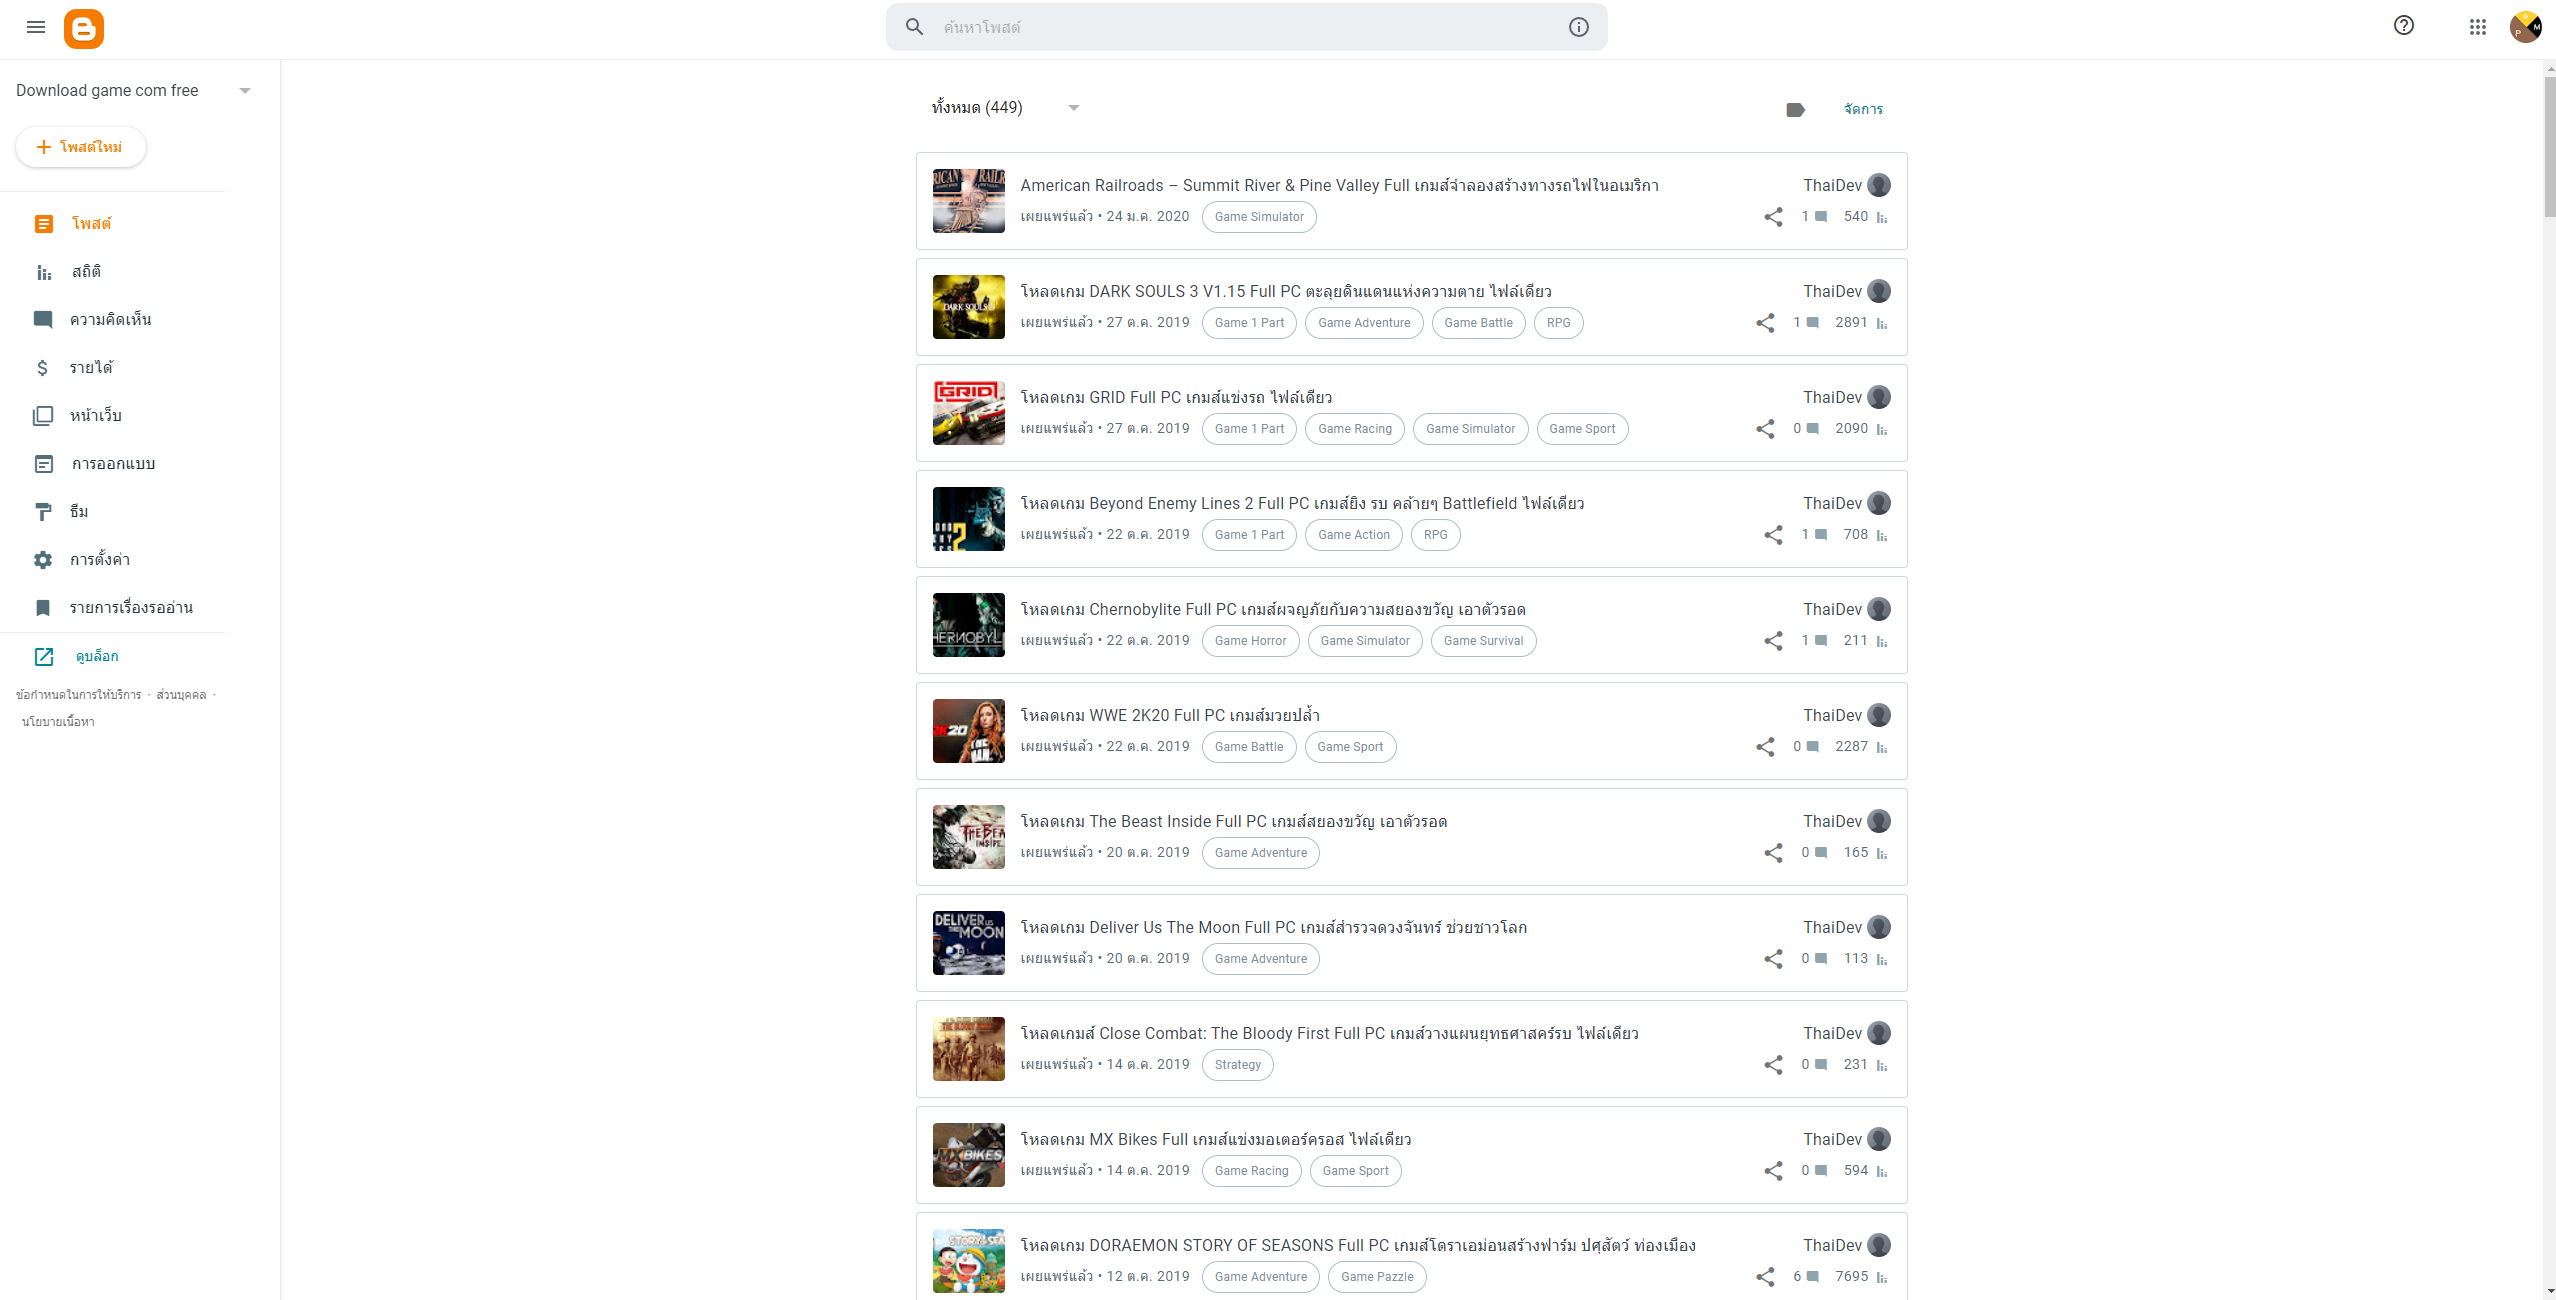 ค้นหาโพสต์
Download game com free
โพสต์ใหม่
โพสต์
สถิติ
ความคิดเห็น
รายได้
หน้าเว็บ
การออกแบบ
ธีม
การตั้งค่า
รายการเรื่องรออ่าน
ดูบล็อก
ข้อกำหนดในการให้บริการ · ส่วนบุคคล ·
นโยบายเนื้อหา
ทั้งหมด (449) จัดการ
American Railroads – Summit River & Pine Valley Full เกมส์จำลองสร้างทางรถไฟในอเมริกา ThaiDev
เผยแพร่แล้ว • 24 ม.ค. 2020 Game Simulator 1 540
DARK SOULS
โหลดเกม DARK SOULS 3 V1.15 Full PC ตะลุยดินแดนแห่งความตาย ไฟล์เดียว ThaiDev
เผยแพร่แล้ว • 27 ต.ค. 2019 Game 1 Part Game Adventure Game Battle RPG 1 2891
GRID
โหลดเกม GRID Full PC เกมส์แข่งรถ ไฟล์เดียว ThaiDev
เผยแพร่แล้ว • 27 ต.ค. 2019 Game 1 Part Game Racing Game Simulator Game Sport 0 2090
โหลดเกม Beyond Enemy Lines 2 Full PC เกมส์ยิง รบ คล้ายๆ Battlefield ไฟล์เดียว ThaiDev
เผยแพร่แล้ว • 22 ต.ค. 2019 Game 1 Part Game Action RPG 1 708
โหลดเกม Chernobylite Full PC เกมส์ผจญภัยกับความสยองขวัญ เอาตัวรอด ThaiDev
เผยแพร่แล้ว • 22 ต.ค. 2019 Game Horror Game Simulator Game Survival 1 211
2K20
โหลดเกม WWE 2K20 Full PC เกมส์มวยปล้ำ ThaiDev
เผยแพร่แล้ว • 22 ต.ค. 2019 Game Battle Game Sport 0 2287
โหลดเกม The Beast Inside Full PC เกมส์สยองขวัญ เอาตัวรอด ThaiDev
เผยแพร่แล้ว • 20 ต.ค. 2019 Game Adventure 0 165
DELIVER US
THE MOON
โหลดเกม Deliver Us The Moon Full PC เกมส์สำรวจดวงจันทร์ ช่วยชาวโลก ThaiDev
เผยแพร่แล้ว • 20 ต.ค. 2019 Game Adventure 0 113
โหลดเกมส์ Close Combat: The Bloody First Full PC เกมส์วางแผนยุทธศาสตร์รบ ไฟล์เดียว ThaiDev
เผยแพร่แล้ว • 14 ต.ค. 2019 Strategy 0 231
MX BIKES
โหลดเกม MX Bikes Full เกมส์แข่งมอเตอร์ครอส ไฟล์เดียว ThaiDev
เผยแพร่แล้ว • 14 ต.ค. 2019 Game Racing Game Sport 0 594
โหลดเกม DORAEMON STORY OF SEASONS Full PC เกมส์โดราเอม่อนสร้างฟาร์ม ปศุสัตว์ ท่องเมือง ThaiDev
เผยแพร่แล้ว • 12 ต.ค. 2019 Game Adventure Game Pazzle 6 7695